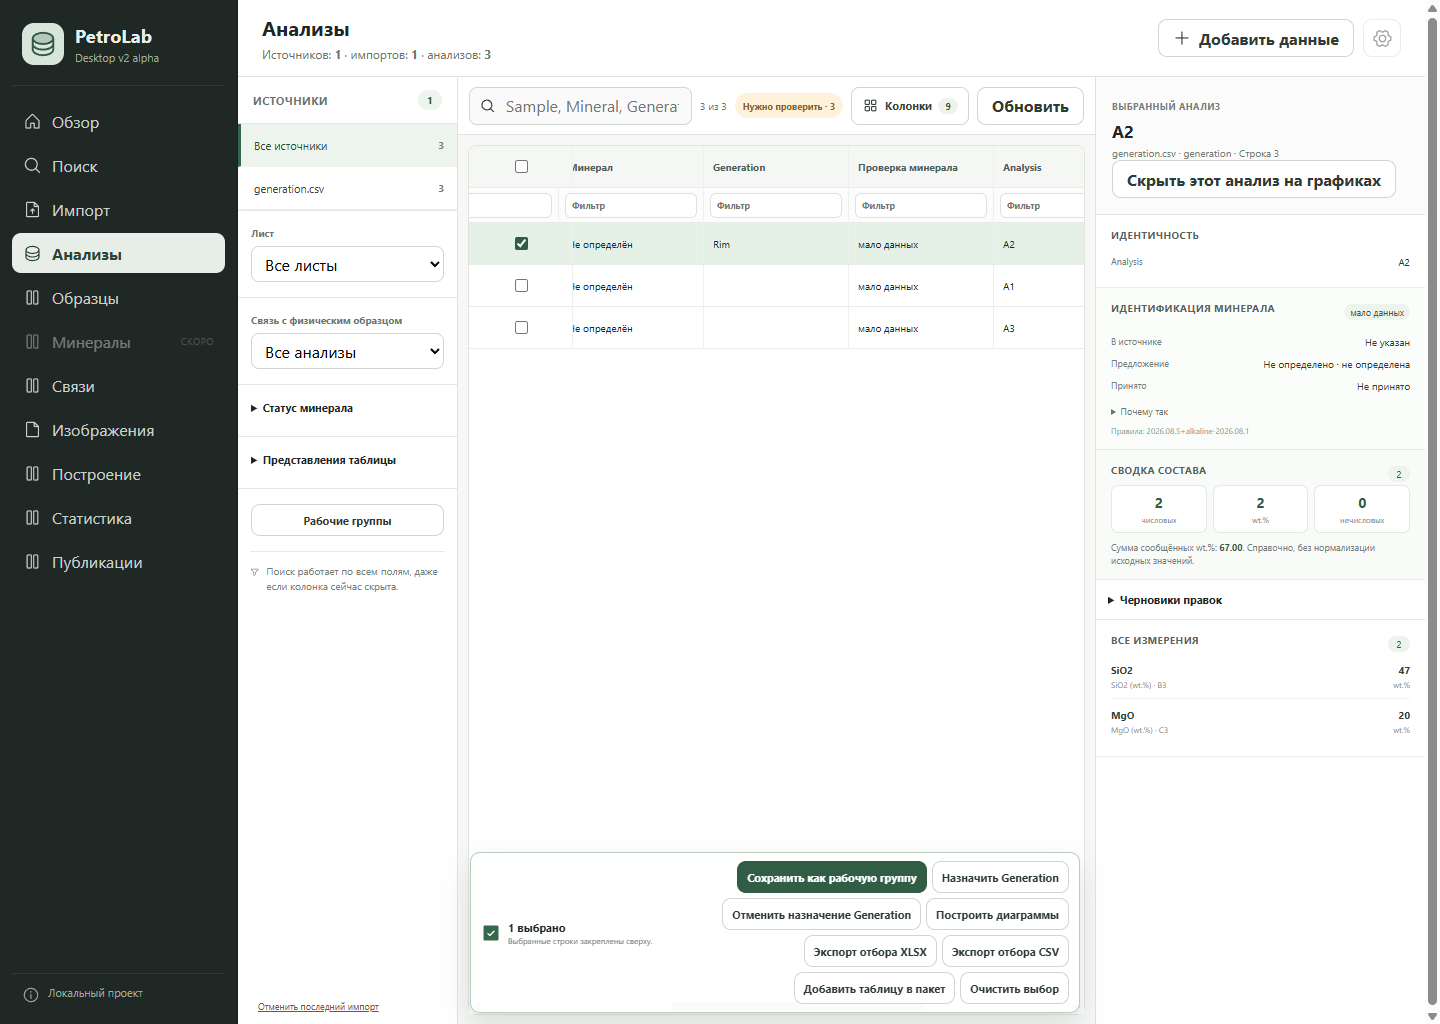 PetroLab
Desktop v2 alpha
Обзор
Поиск
Импорт
Анализы
Образцы
Минералы СКОРО
Связи
Изображения
Построение
Статистика
Публикации
Локальный проект
Анализы
Источников: 1 · импортов: 1 · анализов: 3
Добавить данные
ИСТОЧНИКИ 1
Все источники 3
generation.csv 3
Лист
Все листы
Связь с физическим образцом
Все анализы
Статус минерала
Представления таблицы
Рабочие группы
Поиск работает по всем полям, даже
если колонка сейчас скрыта.
Отменить последний импорт
Sample, Mineral, Generat 3 из 3 Нужно проверить · 3 Колонки 9 Обновить
Минерал Generation Проверка минерала Analysis
Фильтр Фильтр Фильтр Фильтр
Не определён Rim мало данных A2
Не определён мало данных A1
Не определён мало данных A3
1 выбрано
Выбранные строки закреплены сверху.
Сохранить как рабочую группу Назначить Generation
Отменить назначение Generation Построить диаграммы
Экспорт отбора XLSX Экспорт отбора CSV
Добавить таблицу в пакет Очистить выбор
ВЫБРАННЫЙ АНАЛИЗ
A2
generation.csv · generation · Строка 3
Скрыть этот анализ на графиках
ИДЕНТИЧНОСТЬ
Analysis A2
ИДЕНТИФИКАЦИЯ МИНЕРАЛА мало данных
В источнике Не указан
Предложение Не определено · не определена
Принято Не принято
Почему так
Правила: 2026.08.5+alkaline-2026.08.1
СВОДКА СОСТАВА 2
2 2 0
числовых wt.% нечисловых
Сумма сообщённых wt.%: 67.00. Справочно, без нормализации
исходных значений.
Черновики правок
ВСЕ ИЗМЕРЕНИЯ 2
SiO2 47
SiO2 (wt.%) · B3 wt.%
MgO 20
MgO (wt.%) · C3 wt.%